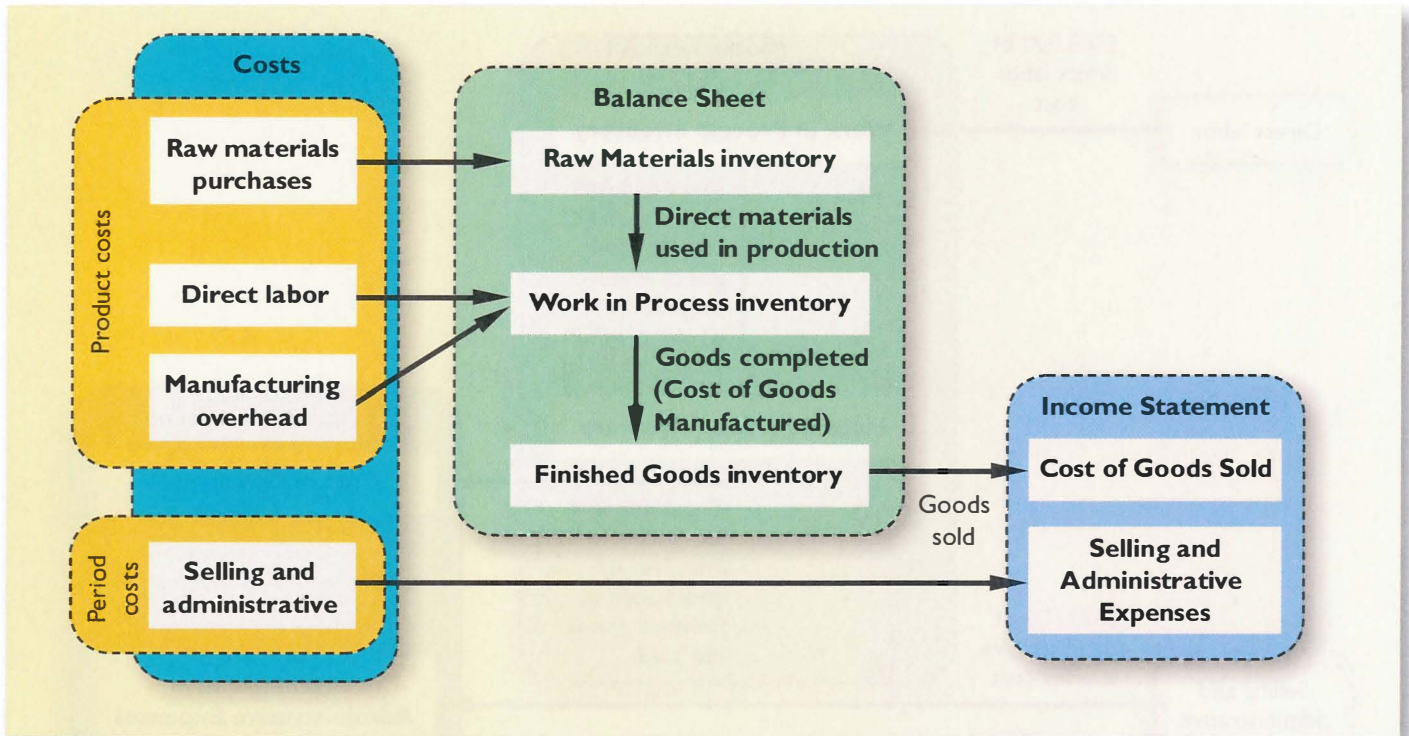 Costs
Product costs
Raw materials
purchases
Direct labor
Manufacturing
overhead
Period
costs
Selling and
administrative
Balance Sheet
Raw Materials inventory
Direct materials
used in production
Work in Process inventory
Goods completed
(Cost of Goods
Manufactured)
Finished Goods inventory
Goods
sold
Income Statement
Cost of Goods Sold
Selling and
Administrative
Expenses